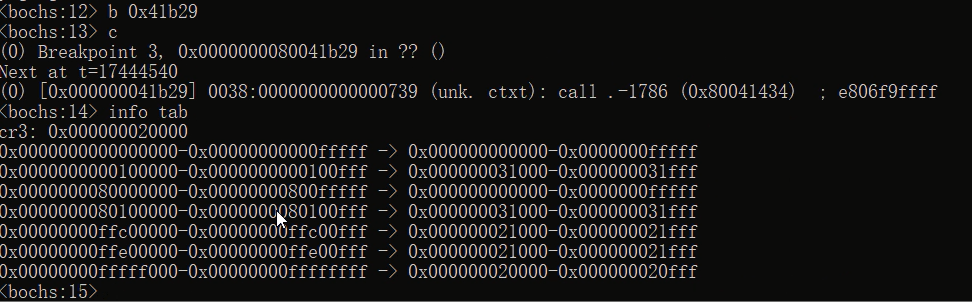 <bochs:12> b 0x41b29
<bochs:13> c
(0) Breakpoint 3, 0x0000000080041b29 in ?? ()
Next at t=17444540
(0) [0x000000041b29] 0038:0000000000000739 (unk. ctxt): call .-1786 (0x80041434)  ; e806f9ffff
<bochs:14> info tab
cr3: 0x000000020000
0x0000000000000000-0x00000000000fffff -> 0x000000000000-0x0000000fffff
0x0000000000100000-0x0000000000100fff -> 0x000000031000-0x000000031fff
0x0000000080000000-0x00000000800fffff -> 0x000000000000-0x0000000fffff
0x0000000080100000-0x0000000080100fff -> 0x000000031000-0x000000031fff
0x00000000ffc00000-0x00000000ffc00fff -> 0x000000021000-0x000000021fff
0x00000000ffe00000-0x00000000ffe00fff -> 0x000000021000-0x000000021fff
0x00000000fffff000-0x00000000ffffffff -> 0x000000020000-0x000000020fff
<bochs:15>